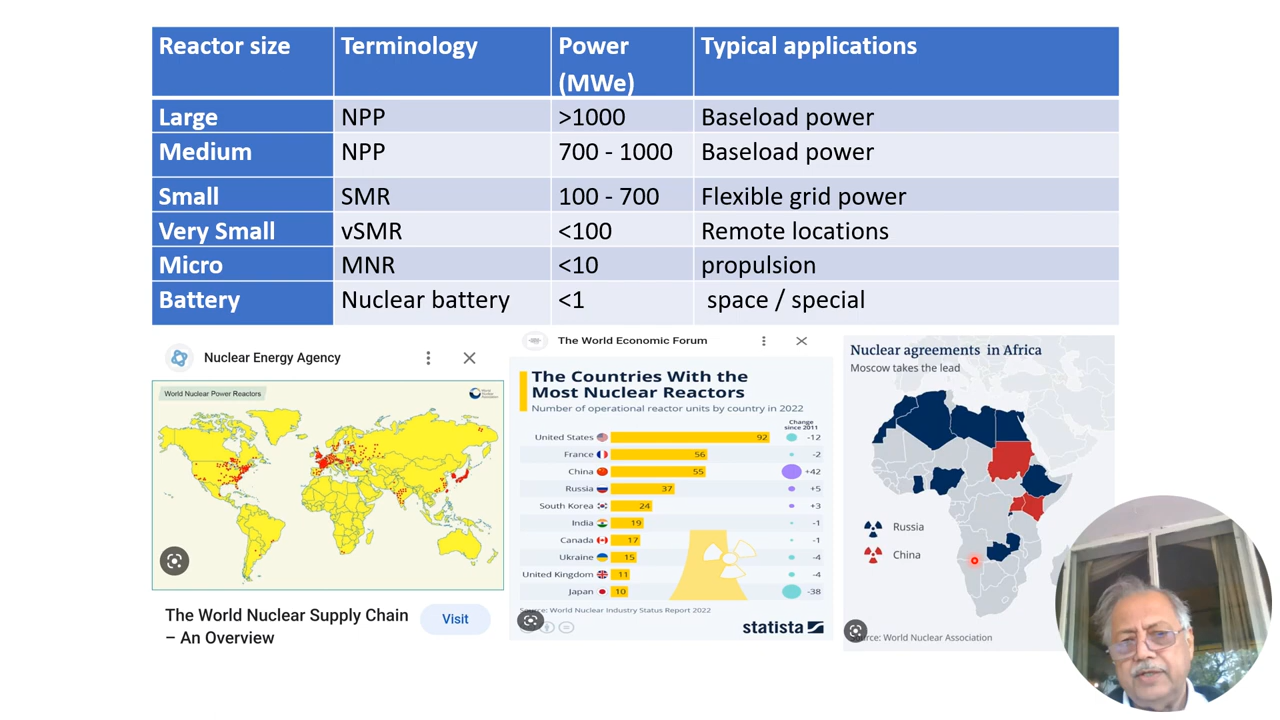 Reactor size Terminology Power (MWe) Typical applications
Large NPP >1000 Baseload power
Medium NPP 700 - 1000 Baseload power
Small SMR 100 - 700 Flexible grid power
Very Small vSMR <100 Remote locations
Micro MNR <10 propulsion
Battery Nuclear battery <1 space / special
Nuclear Energy Agency
World Nuclear Power Reactors
The World Nuclear Supply Chain
– An Overview
Visit
The World Economic Forum
The Countries With the
Most Nuclear Reactors
Number of operational reactor units by country in 2022
Change
since 2011
United States 92 -12
France 56 -2
China 55 +42
Russia 37 +5
South Korea 24 +3
India 19 -1
Canada 17 -1
Ukraine 15 -4
United Kingdom 11 -4
Japan 10 -38
Source: World Nuclear Industry Status Report 2022
statista
Nuclear agreements in Africa
Moscow takes the lead
Russia
China
Source: World Nuclear Association